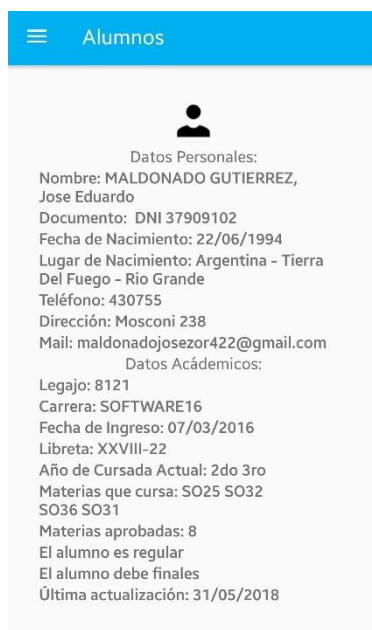 Alumnos
Datos Personales:
Nombre: MALDONADO GUTIERREZ,
Jose Eduardo
Documento: DNI 37909102
Fecha de Nacimiento: 22/06/1994
Lugar de Nacimiento: Argentina - Tierra
Del Fuego - Rio Grande
Teléfono: 430755
Dirección: Mosconi 238
Mail: maldonadojosezor422@gmail.com
Datos Acádemicos:
Legajo: 8121
Carrera: SOFTWARE16
Fecha de Ingreso: 07/03/2016
Libreta: XXVIII-22
Año de Cursada Actual: 2do 3ro
Materias que cursa: SO25 SO32
SO36 SO31
Materias aprobadas: 8
El alumno es regular
El alumno debe finales
Última actualización: 31/05/2018